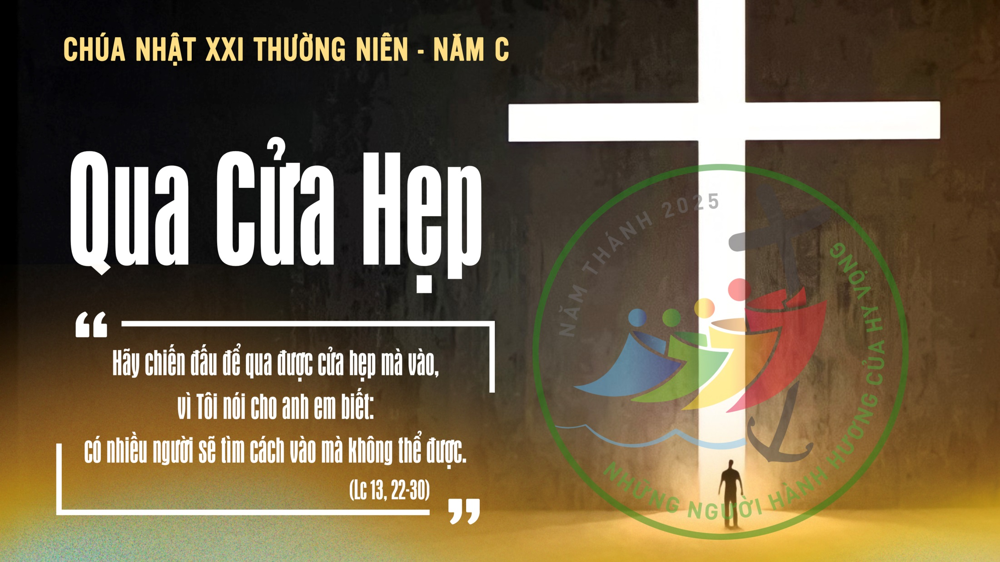 CHÚA NHẬT XXI THƯỜNG NIÊN - NĂM C
Qua Cửa Hẹp
“
Hãy chiến đấu để qua được cửa hẹp mà vào,
vì Tôi nói cho anh em biết:
có nhiều người sẽ tìm cách vào mà không thể được.
(Lc 13, 22-30)
”
NĂM THÁNH 2025
NHỮNG NGƯỜI HÀNH HƯƠNG CỦA HY VỌNG